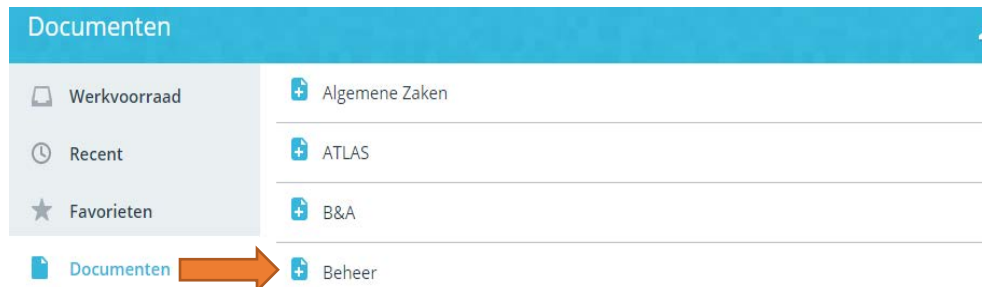 Documenten
Werkvoorraad
Recent
Favorieten
Documenten
Algemene Zaken
ATLAS
B&A
Beheer